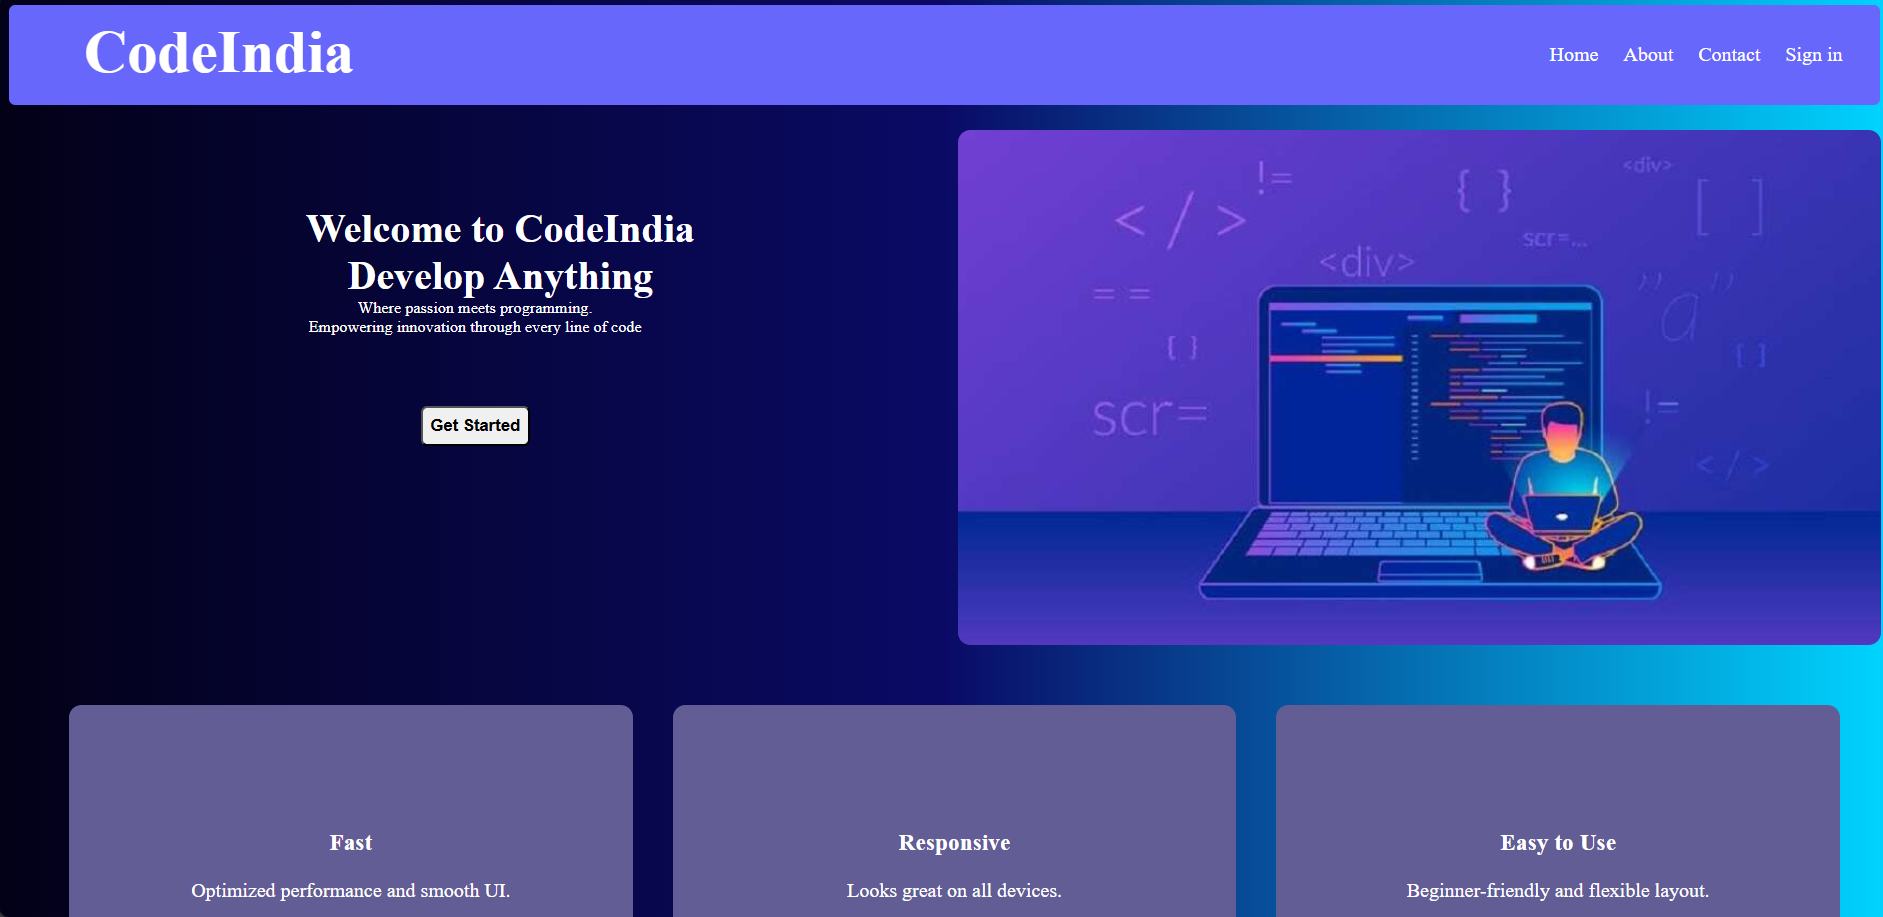 CodeIndia
Home About Contact Sign in
Welcome to CodeIndia
Develop Anything
Where passion meets programming.
Empowering innovation through every line of code
Get Started
!=
</>
{ }
<div>
[ ]
scr=...
<div>
= =
" a "
{ }
{ }
scr=
!=
</>
Fast
Optimized performance and smooth UI.
Responsive
Looks great on all devices.
Easy to Use
Beginner-friendly and flexible layout.